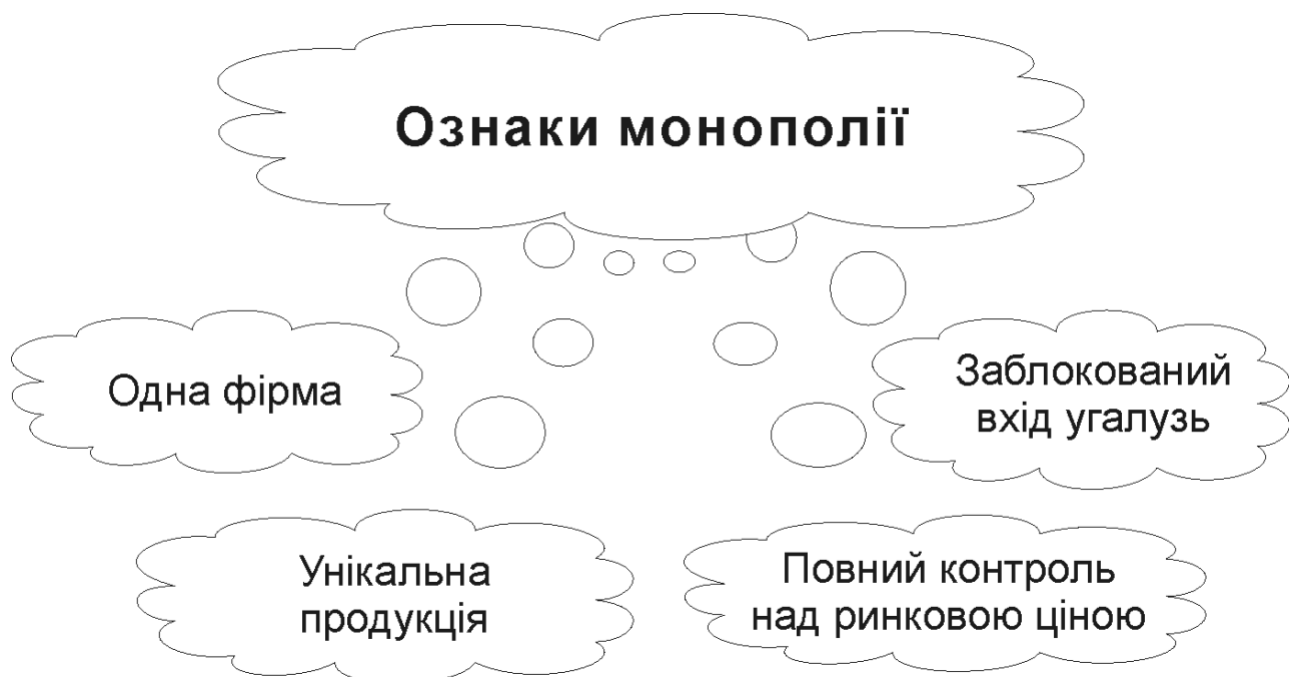 Ознаки монополії
Одна фірма
Заблокований
вхід угалузь
Унікальна
продукція
Повний контроль
над ринковою ціною